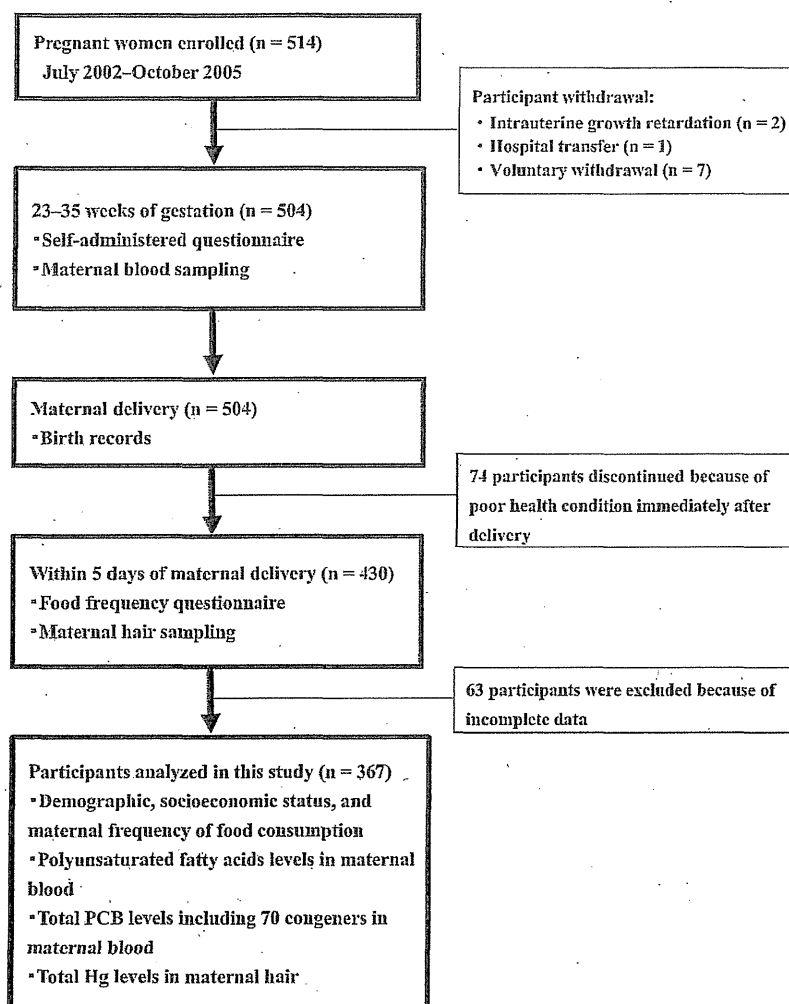 Pregnant women enrolled (n = 514)
July 2002–October 2005
Participant withdrawal:
・Intrauterine growth retardation (n = 2)
・Hospital transfer (n = 1)
・Voluntary withdrawal (n = 7)
23–35 weeks of gestation (n = 504)
・Self-administered questionnaire
・Maternal blood sampling
Maternal delivery (n = 504)
・Birth records
74 participants discontinued because of
poor health condition immediately after
delivery
Within 5 days of maternal delivery (n = 430)
・Food frequency questionnaire
・Maternal hair sampling
63 participants were excluded because of
incomplete data
Participants analyzed in this study (n = 367)
・Demographic, socioeconomic status, and
maternal frequency of food consumption
・Polyunsaturated fatty acids levels in maternal
blood
・Total PCB levels including 70 congeners in
maternal blood
・Total Hg levels in maternal hair